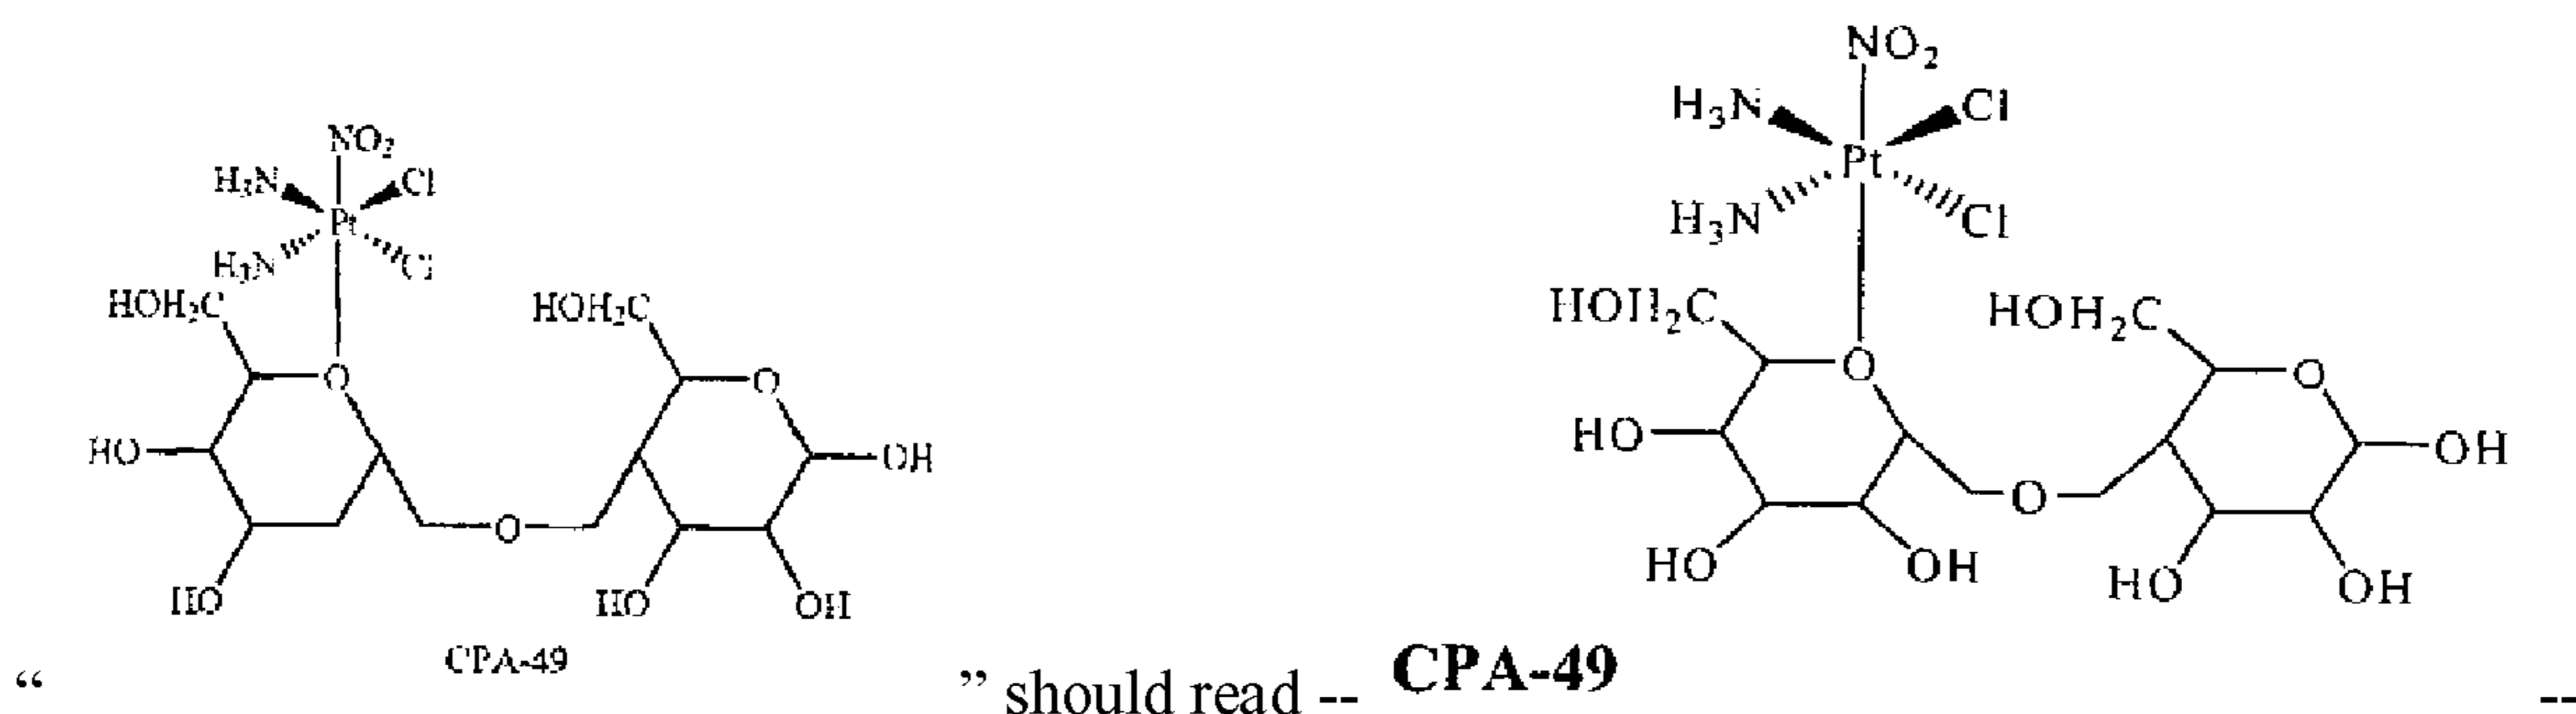 NO₂
H₃N Cl
Pt
H₃N Cl
HOH₂C HOH₂C
O O
HO OH
O
HO HO OH
CPA-49
“ ” should read -- CPA-49 --
NO₂
H₃N Cl
Pt
H₃N Cl
HOH₂C HOH₂C
O O
HO OH
O
HO OH HO OH